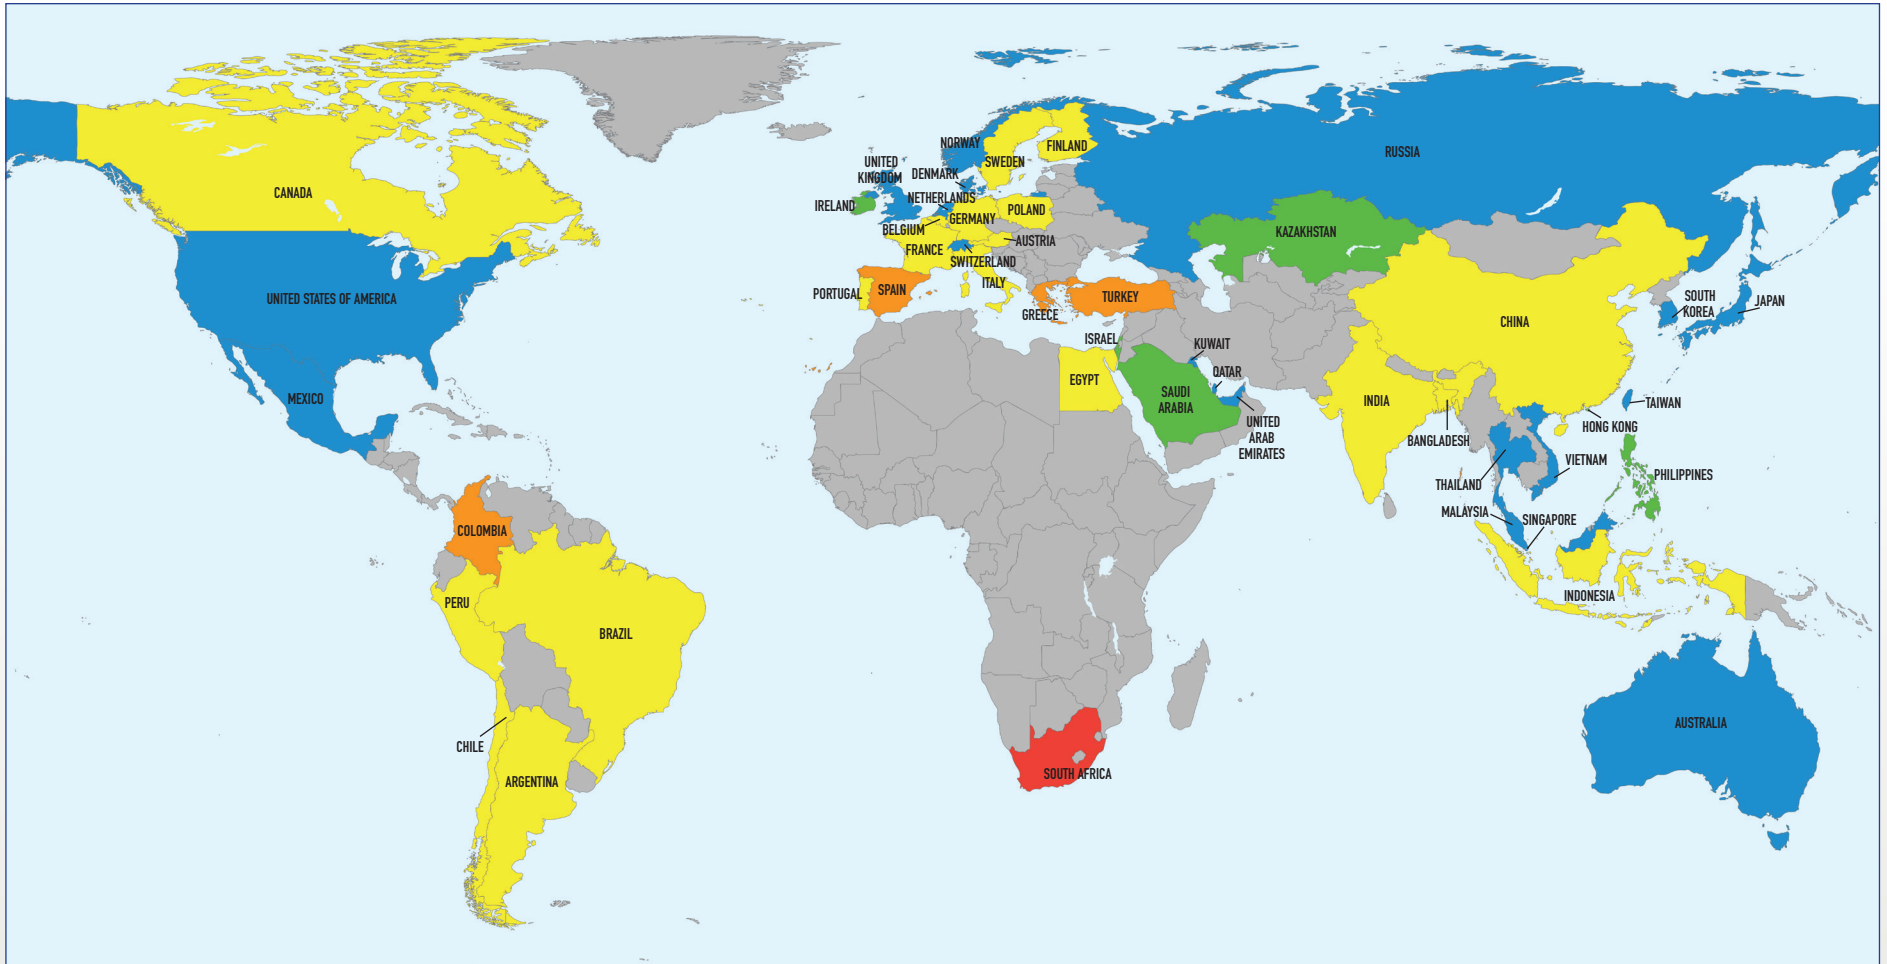 CANADA
UNITED STATES OF AMERICA
MEXICO
COLOMBIA
PERU
BRAZIL
CHILE
ARGENTINA
NORWAY
SWEDEN
FINLAND
UNITED
KINGDOM
DENMARK
IRELAND
NETHERLANDS
GERMANY
POLAND
BELGIUM
FRANCE
AUSTRIA
SWITZERLAND
ITALY
PORTUGAL
SPAIN
GREECE
TURKEY
RUSSIA
KAZAKHSTAN
ISRAEL
KUWAIT
QATAR
EGYPT
SAUDI
ARABIA
UNITED
ARAB
EMIRATES
SOUTH AFRICA
CHINA
SOUTH
KOREA
JAPAN
INDIA
BANGLADESH
TAIWAN
HONG KONG
VIETNAM
THAILAND
PHILIPPINES
MALAYSIA
SINGAPORE
INDONESIA
AUSTRALIA